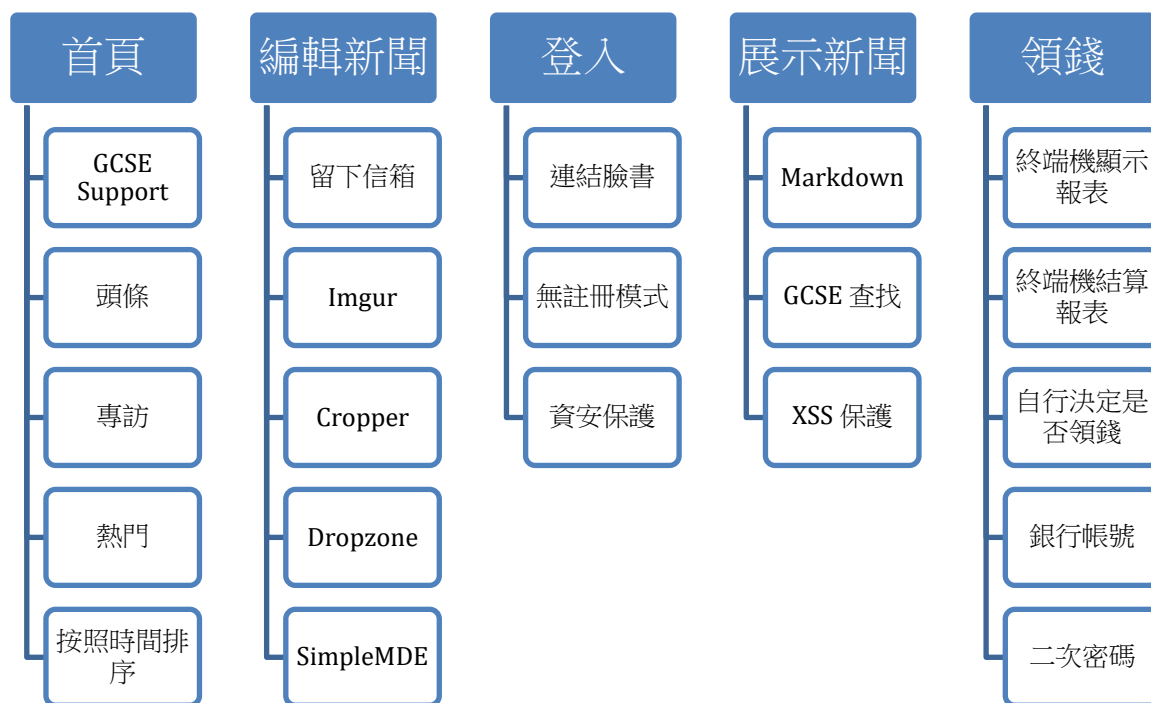 首頁
GCSE
Support
頭條
專訪
熱門
按照時間排
序
編輯新聞
留下信箱
Imgur
Cropper
Dropzone
SimpleMDE
登入
連結臉書
無註冊模式
資安保護
展示新聞
Markdown
GCSE 查找
XSS 保護
領錢
終端機顯示
報表
終端機結算
報表
自行決定是
否領錢
銀行帳號
二次密碼